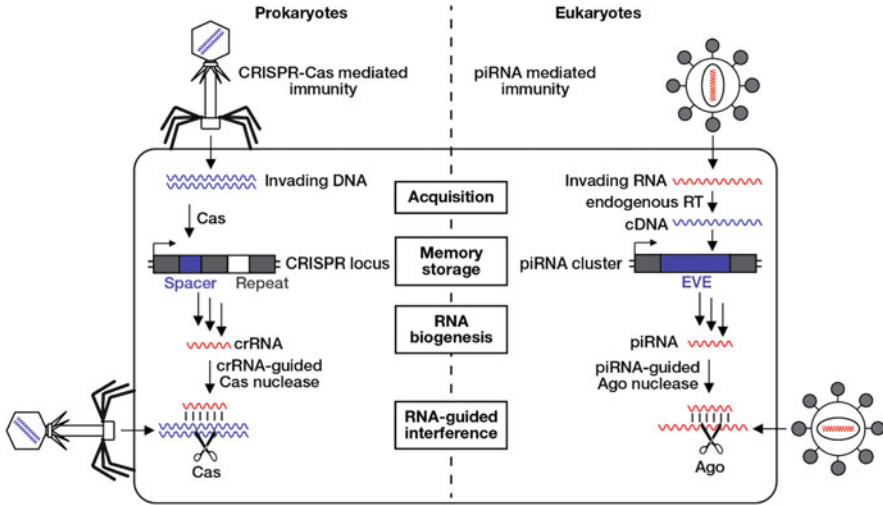 Prokaryotes
Eukaryotes
CRISPR-Cas mediated
immunity
piRNA mediated
immunity
Invading DNA
Cas
CRISPR locus
Spacer
Repeat
crRNA
crRNA-guided
Cas nuclease
Cas
Acquisition
Memory
storage
RNA
biogenesis
RNA-guided
interference
Invading RNA
endogenous RT
cDNA
piRNA cluster
EVE
piRNA
piRNA-guided
Ago nuclease
Ago